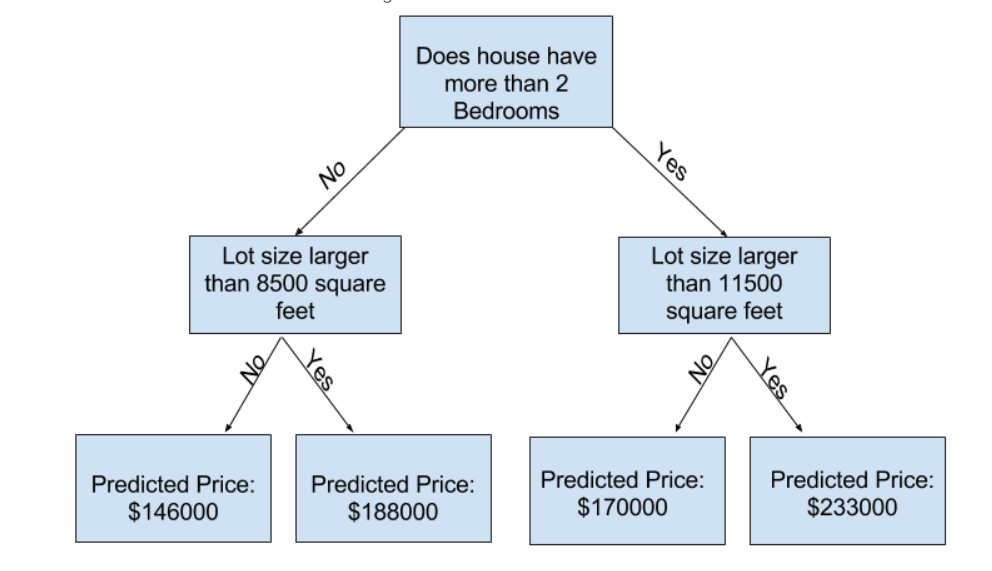 Does house have
more than 2
Bedrooms
No
Yes
Lot size larger
than 8500 square
feet
Lot size larger
than 11500
square feet
No
Yes
No
Yes
Predicted Price:
$146000
Predicted Price:
$188000
Predicted Price:
$170000
Predicted Price:
$233000